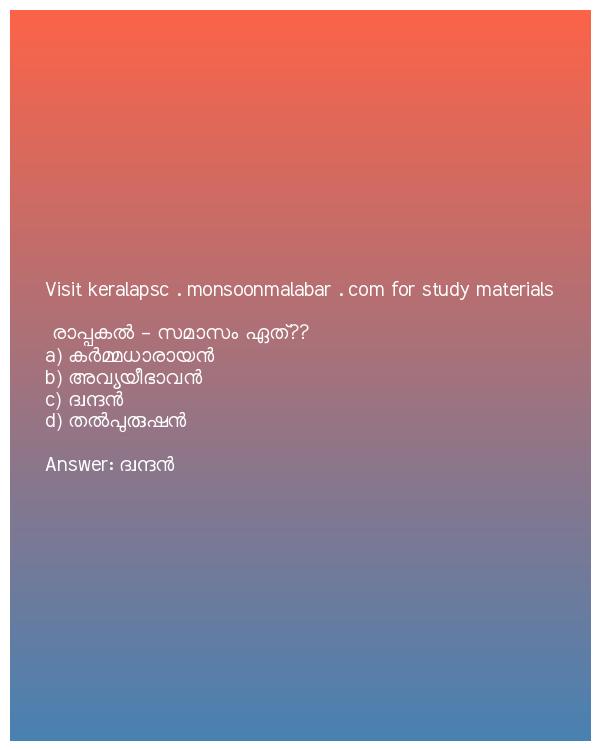 Visit keralapsc . monsoonmalabar . com for study materials
രാപ്പകൽ – സമാസം ഏത്??
a) കർമ്മധാരായൻ
b) അവ്യയീഭാവൻ
c) ദ്വന്ദൻ
d) തൽപുരുഷൻ
Answer: ദ്വന്ദൻ